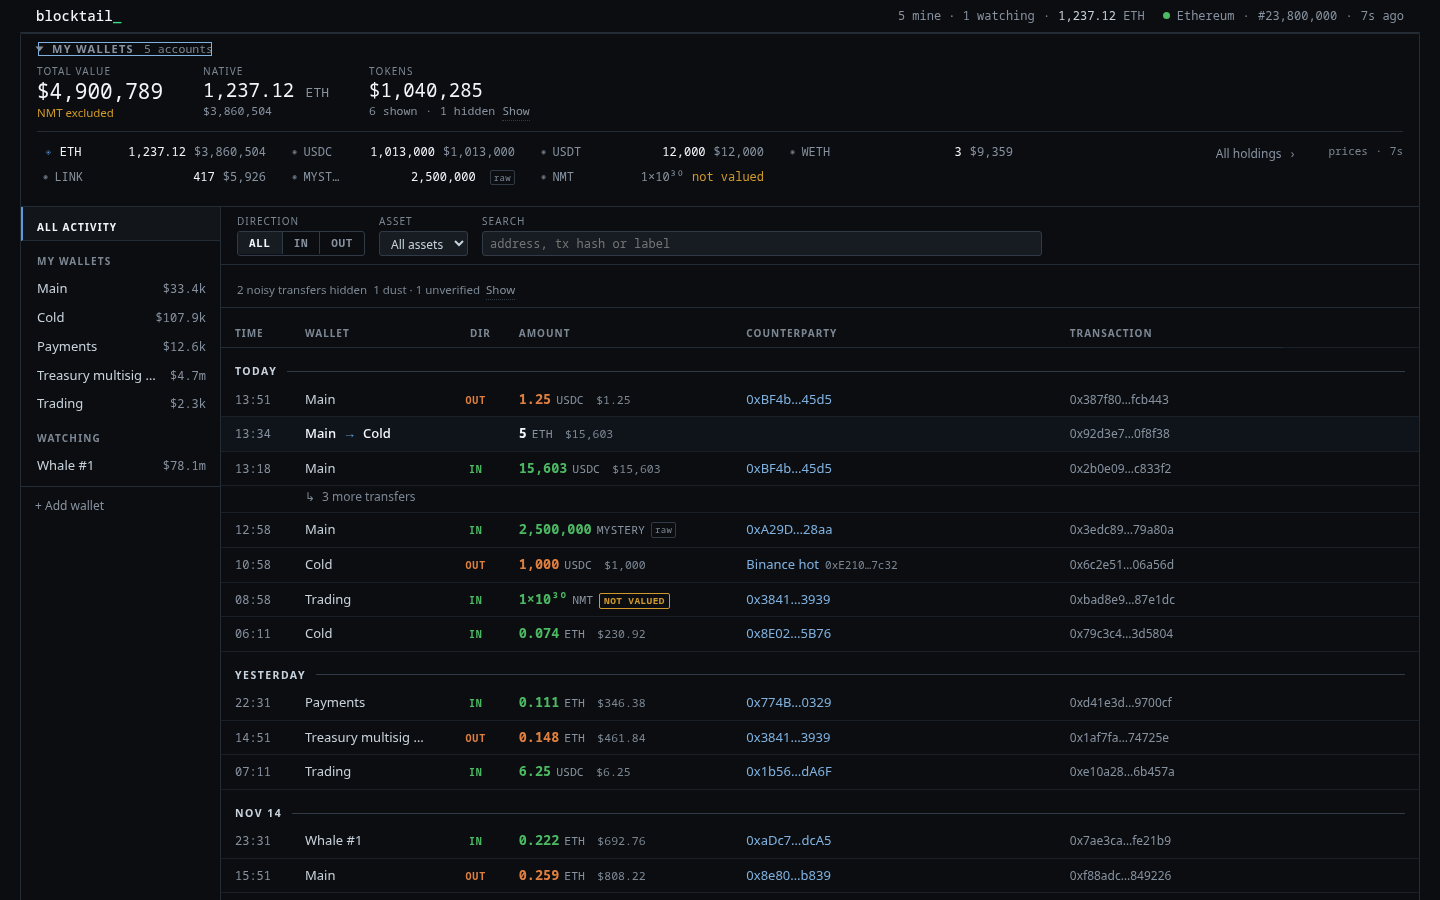 blocktail_
5 mine · 1 watching · 1,237.12 ETH Ethereum · #23,800,000 · 7s ago
▼ MY WALLETS 5 accounts
TOTAL VALUE NATIVE TOKENS
$4,900,789 1,237.12 ETH $1,040,285
NMT excluded $3,860,504 6 shown · 1 hidden Show
ETH 1,237.12 $3,860,504 USDC 1,013,000 $1,013,000 USDT 12,000 $12,000 WETH 3 $9,359 All holdings › prices · 7s
LINK 417 $5,926 MYST… 2,500,000 raw NMT 1×10³⁰ not valued
ALL ACTIVITY
MY WALLETS
Main $33.4k
Cold $107.9k
Payments $12.6k
Treasury multisig … $4.7m
Trading $2.3k
WATCHING
Whale #1 $78.1m
+ Add wallet
DIRECTION ASSET SEARCH
ALL IN OUT All assets address, tx hash or label
2 noisy transfers hidden 1 dust · 1 unverified Show
TIME WALLET DIR AMOUNT COUNTERPARTY TRANSACTION
TODAY
13:51 Main OUT 1.25 USDC $1.25 0xBF4b…45d5 0x387f80…fcb443
13:34 Main → Cold 5 ETH $15,603 0x92d3e7…0f8f38
13:18 Main IN 15,603 USDC $15,603 0xBF4b…45d5 0x2b0e09…c833f2
↳ 3 more transfers
12:58 Main IN 2,500,000 MYSTERY raw 0xA29D…28aa 0x3edc89…79a80a
10:58 Cold OUT 1,000 USDC $1,000 Binance hot 0xE210…7c32 0x6c2e51…06a56d
08:58 Trading IN 1×10³⁰ NMT NOT VALUED 0x3841…3939 0xbad8e9…87e1dc
06:11 Cold IN 0.074 ETH $230.92 0x8E02…5B76 0x79c3c4…3d5804
YESTERDAY
22:31 Payments IN 0.111 ETH $346.38 0x774B…0329 0xd41e3d…9700cf
14:51 Treasury multisig … OUT 0.148 ETH $461.84 0x3841…3939 0x1af7fa…74725e
07:11 Trading IN 6.25 USDC $6.25 0x1b56…dA6F 0xe10a28…6b457a
NOV 14
23:31 Whale #1 IN 0.222 ETH $692.76 0xaDc7…dcA5 0x7ae3ca…fe21b9
15:51 Main OUT 0.259 ETH $808.22 0x8e80…b839 0xf88adc…849226